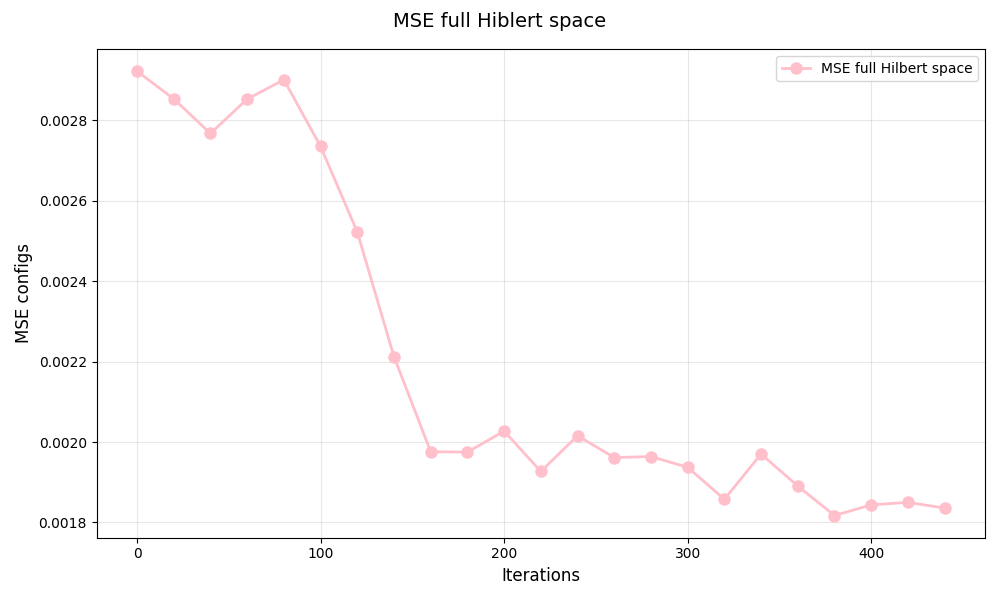 MSE full Hiblert space
MSE full Hilbert space
MSE configs
0.0028
0.0026
0.0024
0.0022
0.0020
0.0018
0
100
200
300
400
Iterations